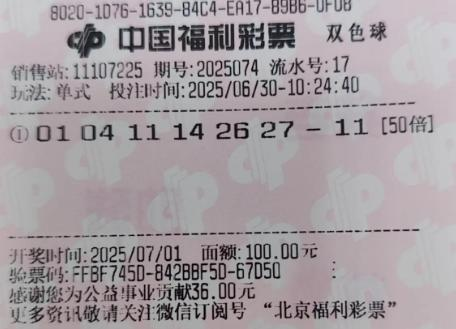 8020-1076-1639-84C4-EA17-89B6-0F08
中国福利彩票 双色球
销售站:11107225 期号:2025074 流水号:17
玩法:单式 投注时间:2025/06/30-10:24:40
①01 04 11 14 26 27 - 11 [50倍]
开奖时间:2025/07/01 面额:100.00元
验票码:FFBF745D-842BBF5D-67D50
感谢您为公益事业贡献36.00元
更多资讯敬请关注微信订阅号 “北京福利彩票”